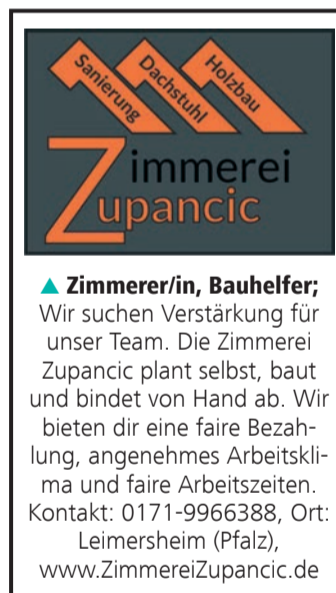 Sanierung
Dachstuhl
Holzbau
Zimmerei
Zupancic
▲ Zimmerer/in, Bauhelfer;
Wir suchen Verstärkung für
unser Team. Die Zimmerei
Zupancic plant selbst, baut
und bindet von Hand ab. Wir
bieten dir eine faire Bezah-
lung, angenehmes Arbeitskli-
ma und faire Arbeitszeiten.
Kontakt: 0171-9966388, Ort:
Leimersheim (Pfalz),
www.ZimmereiZupancic.de